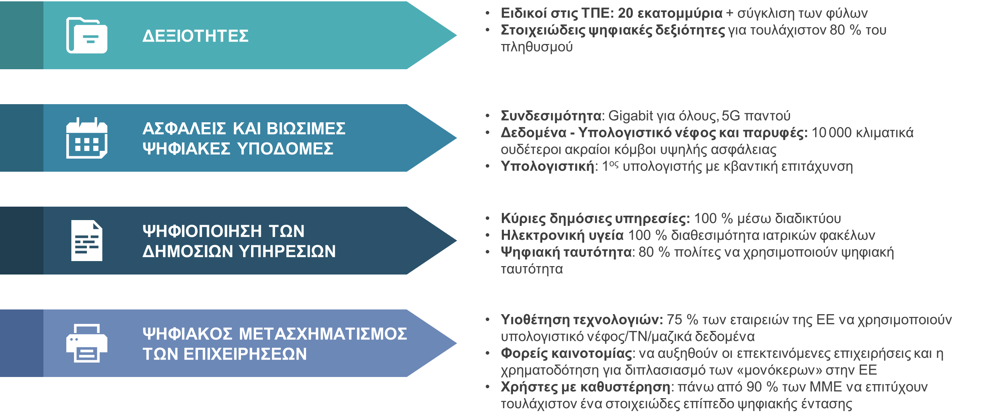 ΔΕΞΙΟΤΗΤΕΣ
• Ειδικοί στις ΤΠΕ: 20 εκατομμύρια + σύγκλιση των φύλων
• Στοιχειώδεις ψηφιακές δεξιότητες για τουλάχιστον 80 % του
πληθυσμού
ΑΣΦΑΛΕΙΣ ΚΑΙ ΒΙΩΣΙΜΕΣ
ΨΗΦΙΑΚΕΣ ΥΠΟΔΟΜΕΣ
• Συνδεσιμότητα: Gigabit για όλους, 5G παντού
• Δεδομένα - Υπολογιστικό νέφος και παρυφές: 10 000 κλιματικά
ουδέτεροι ακραίοι κόμβοι υψηλής ασφάλειας
• Υπολογιστική: 1ος υπολογιστής με κβαντική επιτάχυνση
ΨΗΦΙΟΠΟΙΗΣΗ ΤΩΝ
ΔΗΜΟΣΙΩΝ ΥΠΗΡΕΣΙΩΝ
• Κύριες δημόσιες υπηρεσίες: 100 % μέσω διαδικτύου
• Ηλεκτρονική υγεία 100 % διαθεσιμότητα ιατρικών φακέλων
• Ψηφιακή ταυτότητα: 80 % πολίτες να χρησιμοποιούν ψηφιακή
ταυτότητα
ΨΗΦΙΑΚΟΣ ΜΕΤΑΣΧΗΜΑΤΙΣΜΟΣ
ΤΩΝ ΕΠΙΧΕΙΡΗΣΕΩΝ
• Υιοθέτηση τεχνολογιών: 75 % των εταιρειών της ΕΕ να χρησιμοποιούν
υπολογιστικό νέφος/ΤΝ/μαζικά δεδομένα
• Φορείς καινοτομίας: να αυξηθούν οι επεκτεινόμενες επιχειρήσεις και η
χρηματοδότηση για διπλασιασμό των «μονόκερων» στην ΕΕ
• Χρήστες με καθυστέρηση: πάνω από 90 % των ΜΜΕ να επιτύχουν
τουλάχιστον ένα στοιχειώδες επίπεδο ψηφιακής έντασης